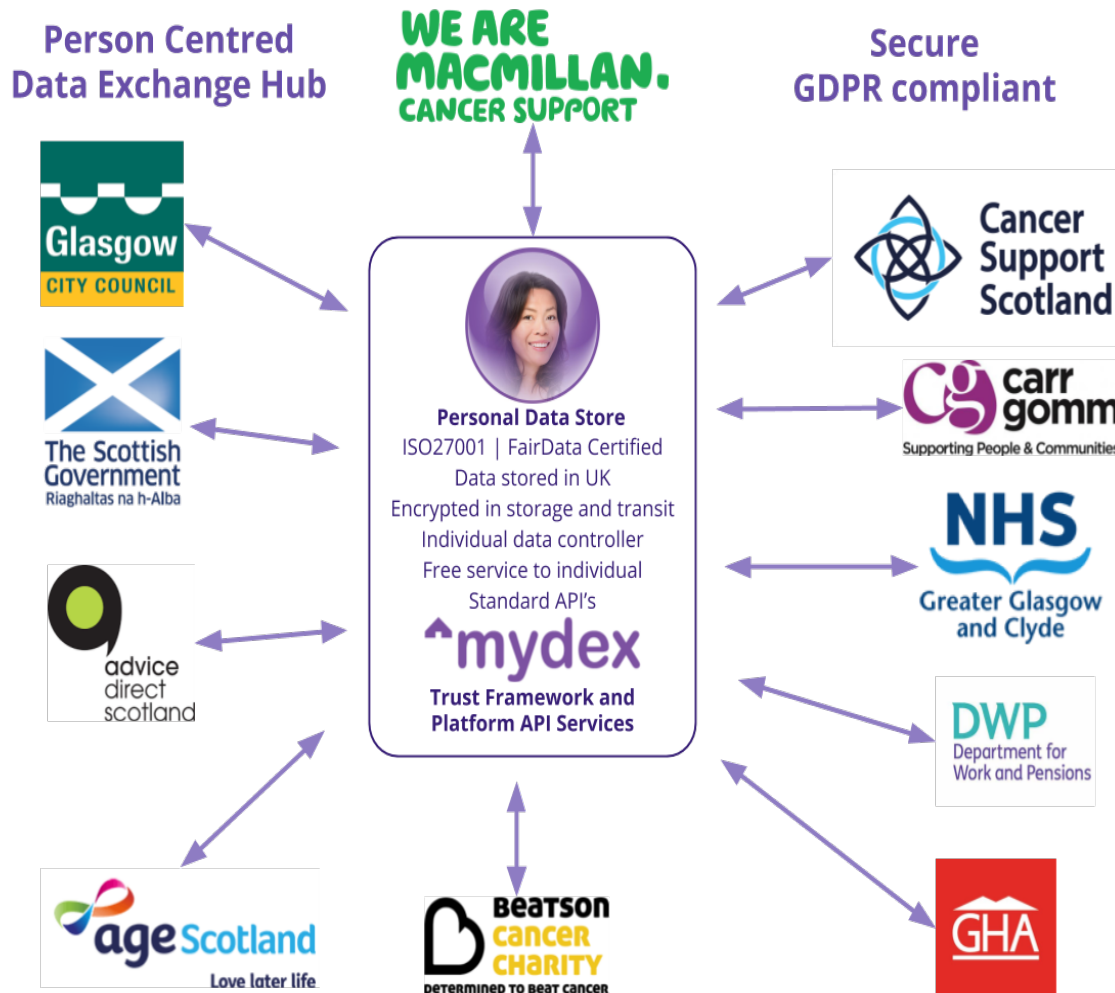 Person Centred
Data Exchange Hub
WE ARE
MACMILLAN.
CANCER SUPPORT
Secure
GDPR compliant
Glasgow
CITY COUNCIL
Cancer
Support
Scotland
The Scottish
Government
Riaghaltas na h-Alba
cg
carr
gomm
Supporting People & Communities
Personal Data Store
ISO27001 | FairData Certified
Data stored in UK
Encrypted in storage and transit
Individual data controller
Free service to individual
Standard API's
mydex
Trust Framework and
Platform API Services
NHS
Greater Glasgow
and Clyde
advice
direct
scotland
DWP
Department for
Work and Pensions
age Scotland
Love later life
BEATSON
CANCER
CHARITY
DETERMINED TO BEAT CANCER
GHA